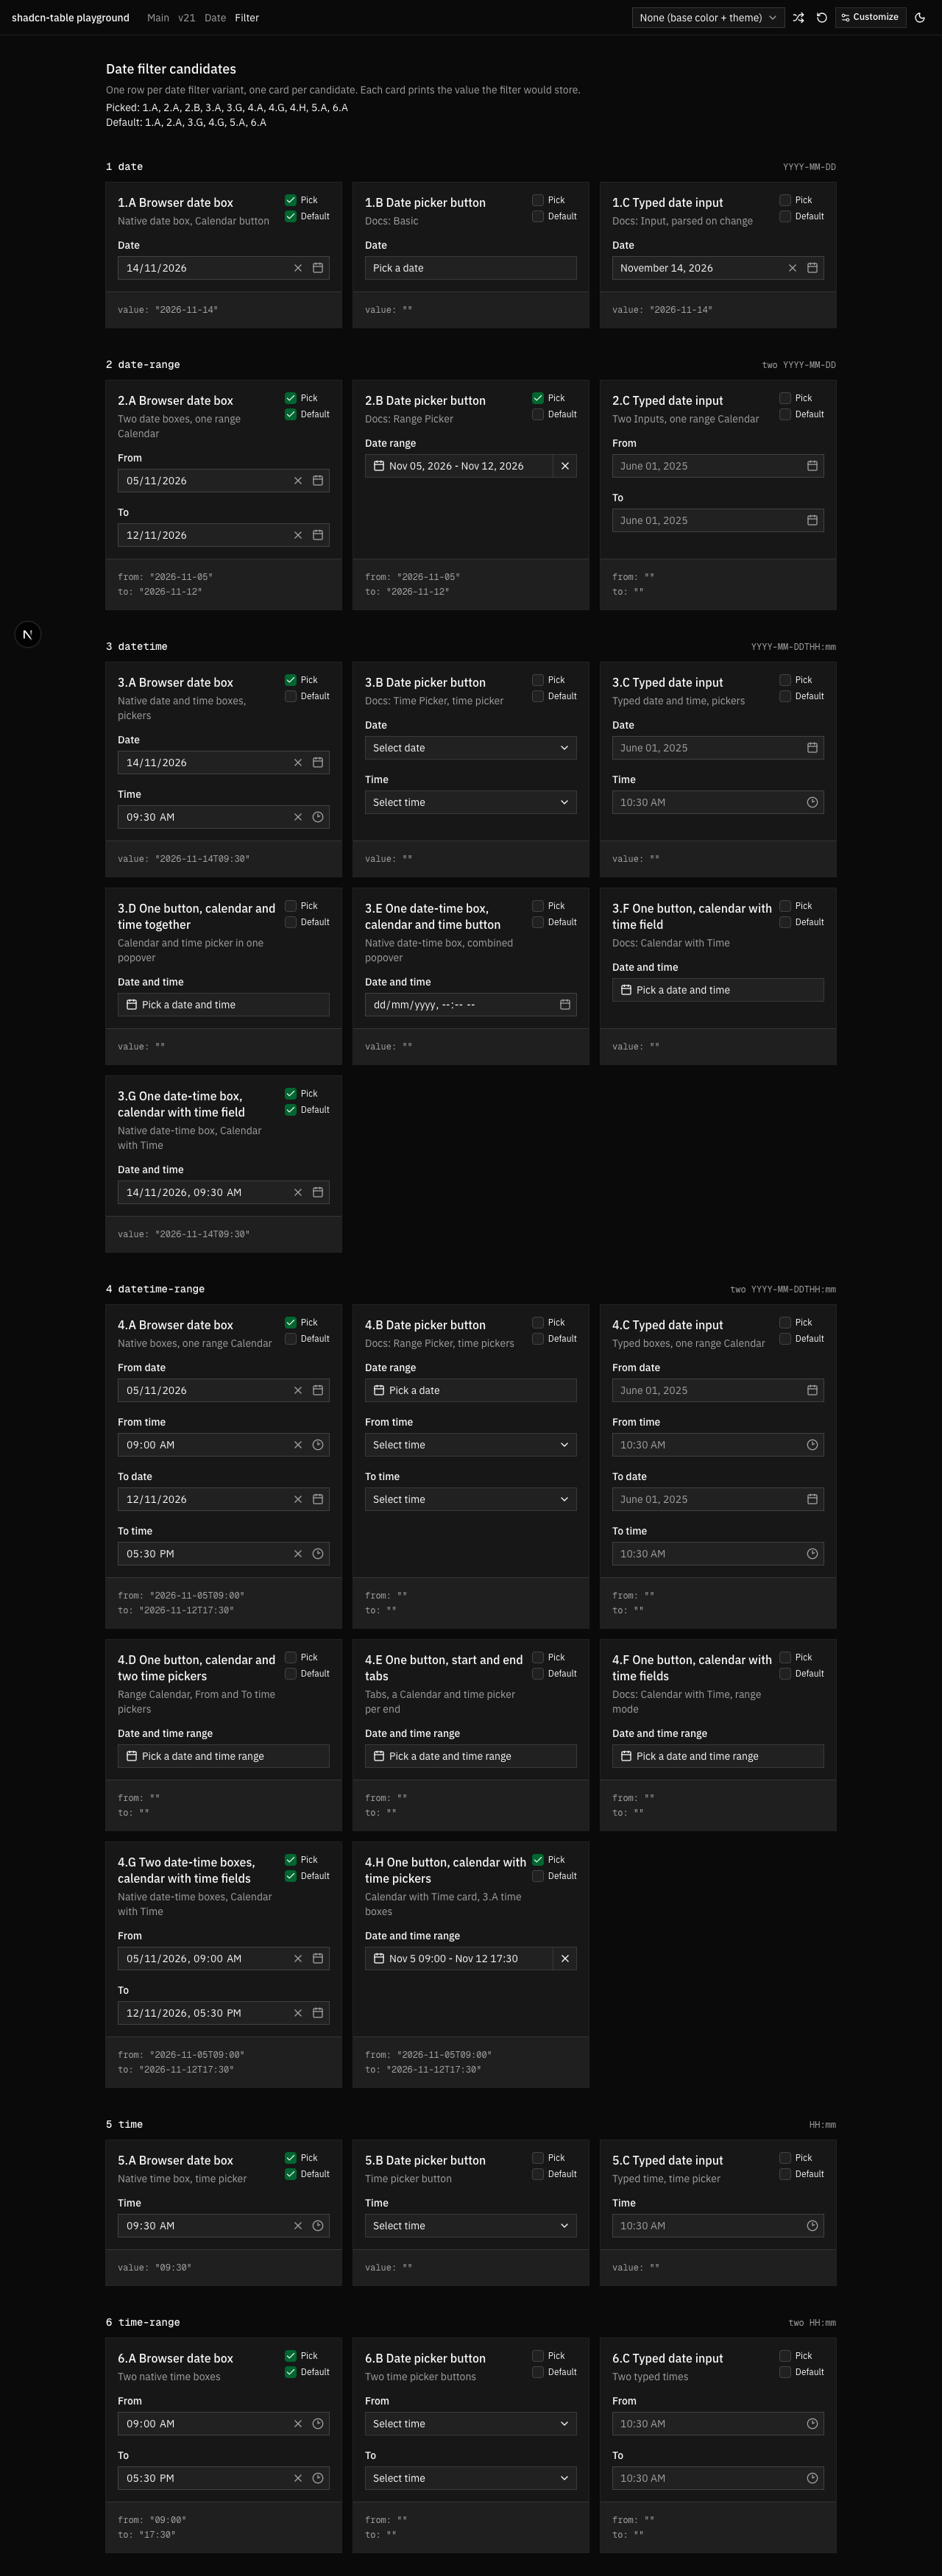 shadcn-table playground Main v21 Date Filter None (base color + theme) Customize
Date filter candidates
One row per date filter variant, one card per candidate. Each card prints the value the filter would store.
Picked: 1.A, 2.A, 2.B, 3.A, 3.G, 4.A, 4.G, 4.H, 5.A, 6.A
Default: 1.A, 2.A, 3.G, 4.G, 5.A, 6.A
1 date YYYY-MM-DD
1.A Browser date box
Pick
Native date box, Calendar button
Default
Date
14/11/2026
value: "2026-11-14"
1.B Date picker button
Pick
Docs: Basic
Default
Date
Pick a date
value: ""
1.C Typed date input
Pick
Docs: Input, parsed on change
Default
Date
November 14, 2026
value: "2026-11-14"
2 date-range two YYYY-MM-DD
2.A Browser date box
Pick
Two date boxes, one range
Calendar
Default
From
05/11/2026
To
12/11/2026
from: "2026-11-05"
to: "2026-11-12"
2.B Date picker button
Pick
Docs: Range Picker
Default
Date range
Nov 05, 2026 - Nov 12, 2026
from: "2026-11-05"
to: "2026-11-12"
2.C Typed date input
Pick
Two Inputs, one range Calendar
Default
From
June 01, 2025
To
June 01, 2025
from: ""
to: ""
N
3 datetime YYYY-MM-DDTHH:mm
3.A Browser date box
Pick
Native date and time boxes,
pickers
Default
Date
14/11/2026
Time
09:30 AM
value: "2026-11-14T09:30"
3.B Date picker button
Pick
Docs: Time Picker, time picker
Default
Date
Select date
Time
Select time
value: ""
3.C Typed date input
Pick
Typed date and time, pickers
Default
Date
June 01, 2025
Time
10:30 AM
value: ""
3.D One button, calendar and
time together
Pick
Default
Calendar and time picker in one
popover
Date and time
Pick a date and time
value: ""
3.E One date-time box,
calendar and time button
Pick
Default
Native date-time box, combined
popover
Date and time
dd/mm/yyyy, --:-- --
value: ""
3.F One button, calendar with
time field
Pick
Default
Docs: Calendar with Time
Date and time
Pick a date and time
value: ""
3.G One date-time box,
calendar with time field
Pick
Default
Native date-time box, Calendar
with Time
Date and time
14/11/2026, 09:30 AM
value: "2026-11-14T09:30"
4 datetime-range two YYYY-MM-DDTHH:mm
4.A Browser date box
Pick
Native boxes, one range Calendar
Default
From date
05/11/2026
From time
09:00 AM
To date
12/11/2026
To time
05:30 PM
from: "2026-11-05T09:00"
to: "2026-11-12T17:30"
4.B Date picker button
Pick
Docs: Range Picker, time pickers
Default
Date range
Pick a date
From time
Select time
To time
Select time
from: ""
to: ""
4.C Typed date input
Pick
Typed boxes, one range Calendar
Default
From date
June 01, 2025
From time
10:30 AM
To date
June 01, 2025
To time
10:30 AM
from: ""
to: ""
4.D One button, calendar and
two time pickers
Pick
Default
Range Calendar, From and To time
pickers
Date and time range
Pick a date and time range
from: ""
to: ""
4.E One button, start and end
tabs
Pick
Default
Tabs, a Calendar and time picker
per end
Date and time range
Pick a date and time range
from: ""
to: ""
4.F One button, calendar with
time fields
Pick
Default
Docs: Calendar with Time, range
mode
Date and time range
Pick a date and time range
from: ""
to: ""
4.G Two date-time boxes,
calendar with time fields
Pick
Default
Native date-time boxes, Calendar
with Time
From
05/11/2026, 09:00 AM
To
12/11/2026, 05:30 PM
from: "2026-11-05T09:00"
to: "2026-11-12T17:30"
4.H One button, calendar with
time pickers
Pick
Default
Calendar with Time card, 3.A time
boxes
Date and time range
Nov 5 09:00 - Nov 12 17:30
from: "2026-11-05T09:00"
to: "2026-11-12T17:30"
5 time HH:mm
5.A Browser date box
Pick
Native time box, time picker
Default
Time
09:30 AM
value: "09:30"
5.B Date picker button
Pick
Time picker button
Default
Time
Select time
value: ""
5.C Typed date input
Pick
Typed time, time picker
Default
Time
10:30 AM
value: ""
6 time-range two HH:mm
6.A Browser date box
Pick
Two native time boxes
Default
From
09:00 AM
To
05:30 PM
from: "09:00"
to: "17:30"
6.B Date picker button
Pick
Two time picker buttons
Default
From
Select time
To
Select time
from: ""
to: ""
6.C Typed date input
Pick
Two typed times
Default
From
10:30 AM
To
10:30 AM
from: ""
to: ""